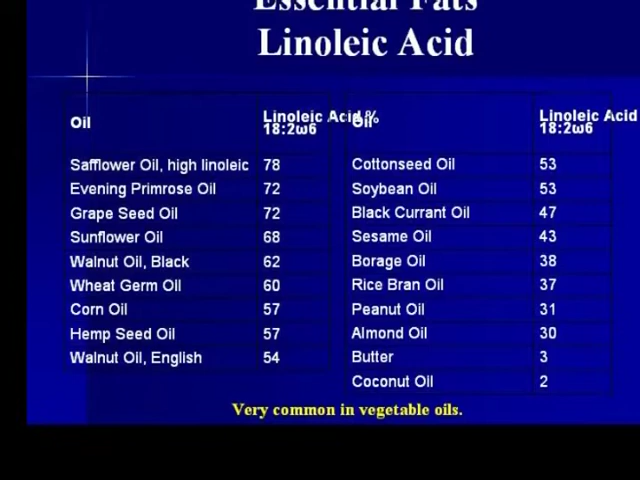 Essential Fats
Linoleic Acid
Oil Linoleic Acid %
18:2ω6
Safflower Oil, high linoleic 78
Evening Primrose Oil 72
Grape Seed Oil 72
Sunflower Oil 68
Walnut Oil, Black 62
Wheat Germ Oil 60
Corn Oil 57
Hemp Seed Oil 57
Walnut Oil, English 54
Oil Linoleic Acid
18:2ω6
Cottonseed Oil 53
Soybean Oil 53
Black Currant Oil 47
Sesame Oil 43
Borage Oil 38
Rice Bran Oil 37
Peanut Oil 31
Almond Oil 30
Butter 3
Coconut Oil 2
Very common in vegetable oils.